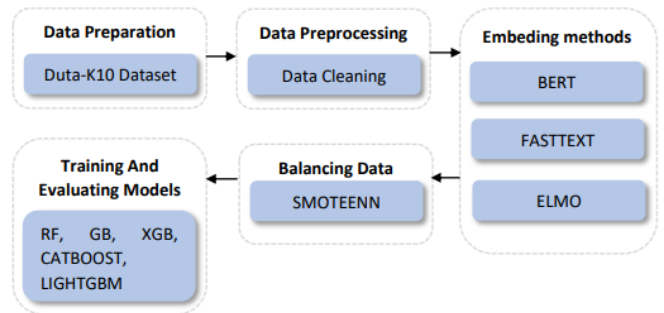 Data Preparation
Duta-K10 Dataset
Data Preprocessing
Data Cleaning
Embeding methods
BERT
FASTTEXT
ELMO
Balancing Data
SMOTEENN
Training And
Evaluating Models
RF, GB, XGB,
CATBOOST,
LIGHTGBM